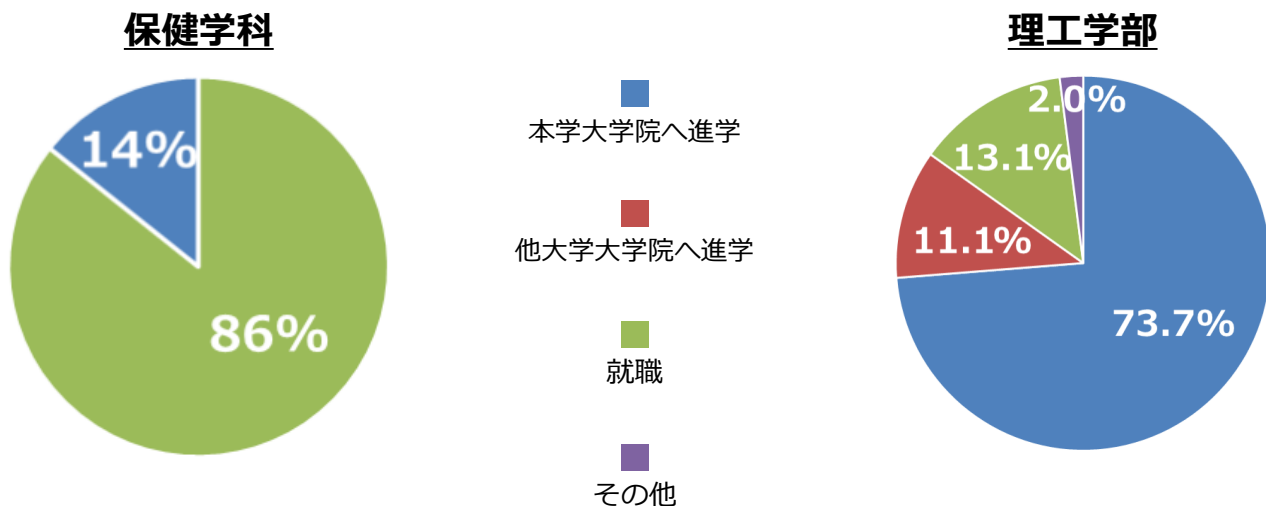 保健学科
14%
86%
本学大学院へ進学
他大学大学院へ進学
就職
その他
理工学部
2.0%
13.1%
11.1%
73.7%